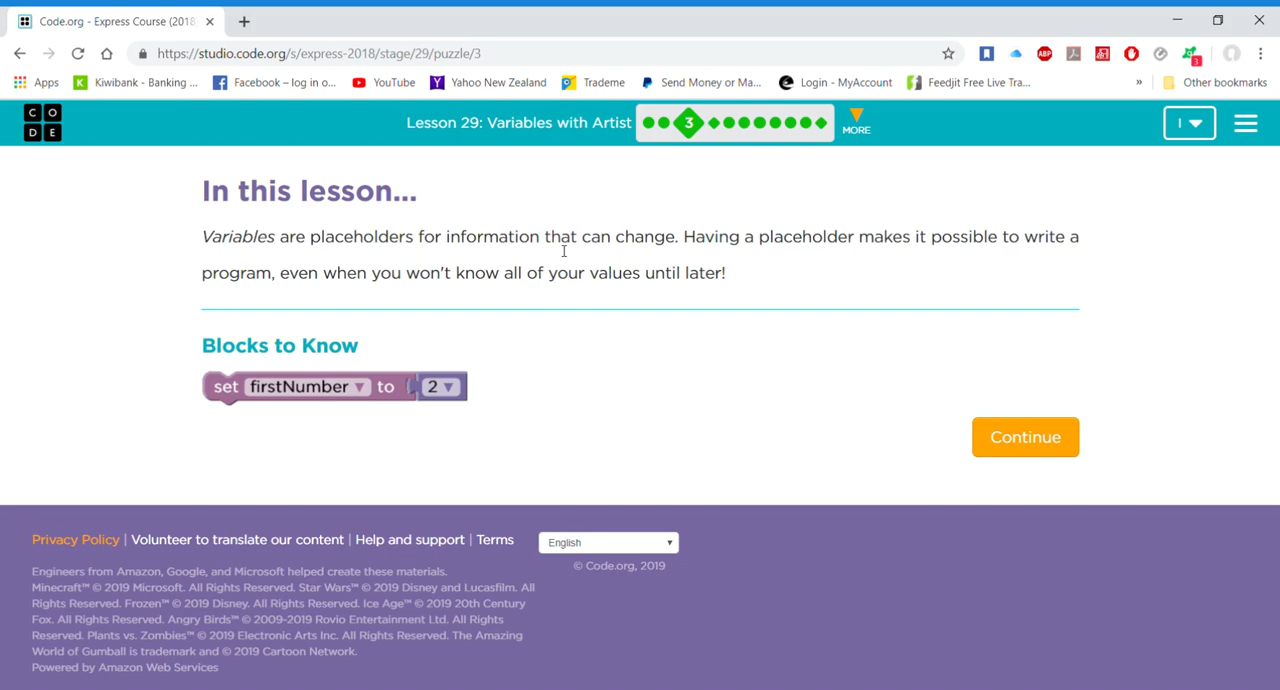 Code.org - Express Course (2018
https://studio.code.org/s/express-2018/stage/29/puzzle/3
ABP
3
Apps Kiwibank - Banking ... Facebook – log in o... YouTube Yahoo New Zealand Trademe Send Money or Ma... Login - MyAccount Feedjit Free Live Tra... » Other bookmarks
C O
D E
Lesson 29: Variables with Artist 3 MORE I
In this lesson...
Variables are placeholders for information that can change. Having a placeholder makes it possible to write a
program, even when you won't know all of your values until later!
Blocks to Know
set firstNumber to 2
Continue
Privacy Policy | Volunteer to translate our content | Help and support | Terms English
© Code.org, 2019
Engineers from Amazon, Google, and Microsoft helped create these materials.
Minecraft™ © 2019 Microsoft. All Rights Reserved. Star Wars™ © 2019 Disney and Lucasfilm. All
Rights Reserved. Frozen™ © 2019 Disney. All Rights Reserved. Ice Age™ © 2019 20th Century
Fox. All Rights Reserved. Angry Birds™ © 2009-2019 Rovio Entertainment Ltd. All Rights
Reserved. Plants vs. Zombies™ © 2019 Electronic Arts Inc. All Rights Reserved. The Amazing
World of Gumball is trademark and © 2019 Cartoon Network.
Powered by Amazon Web Services